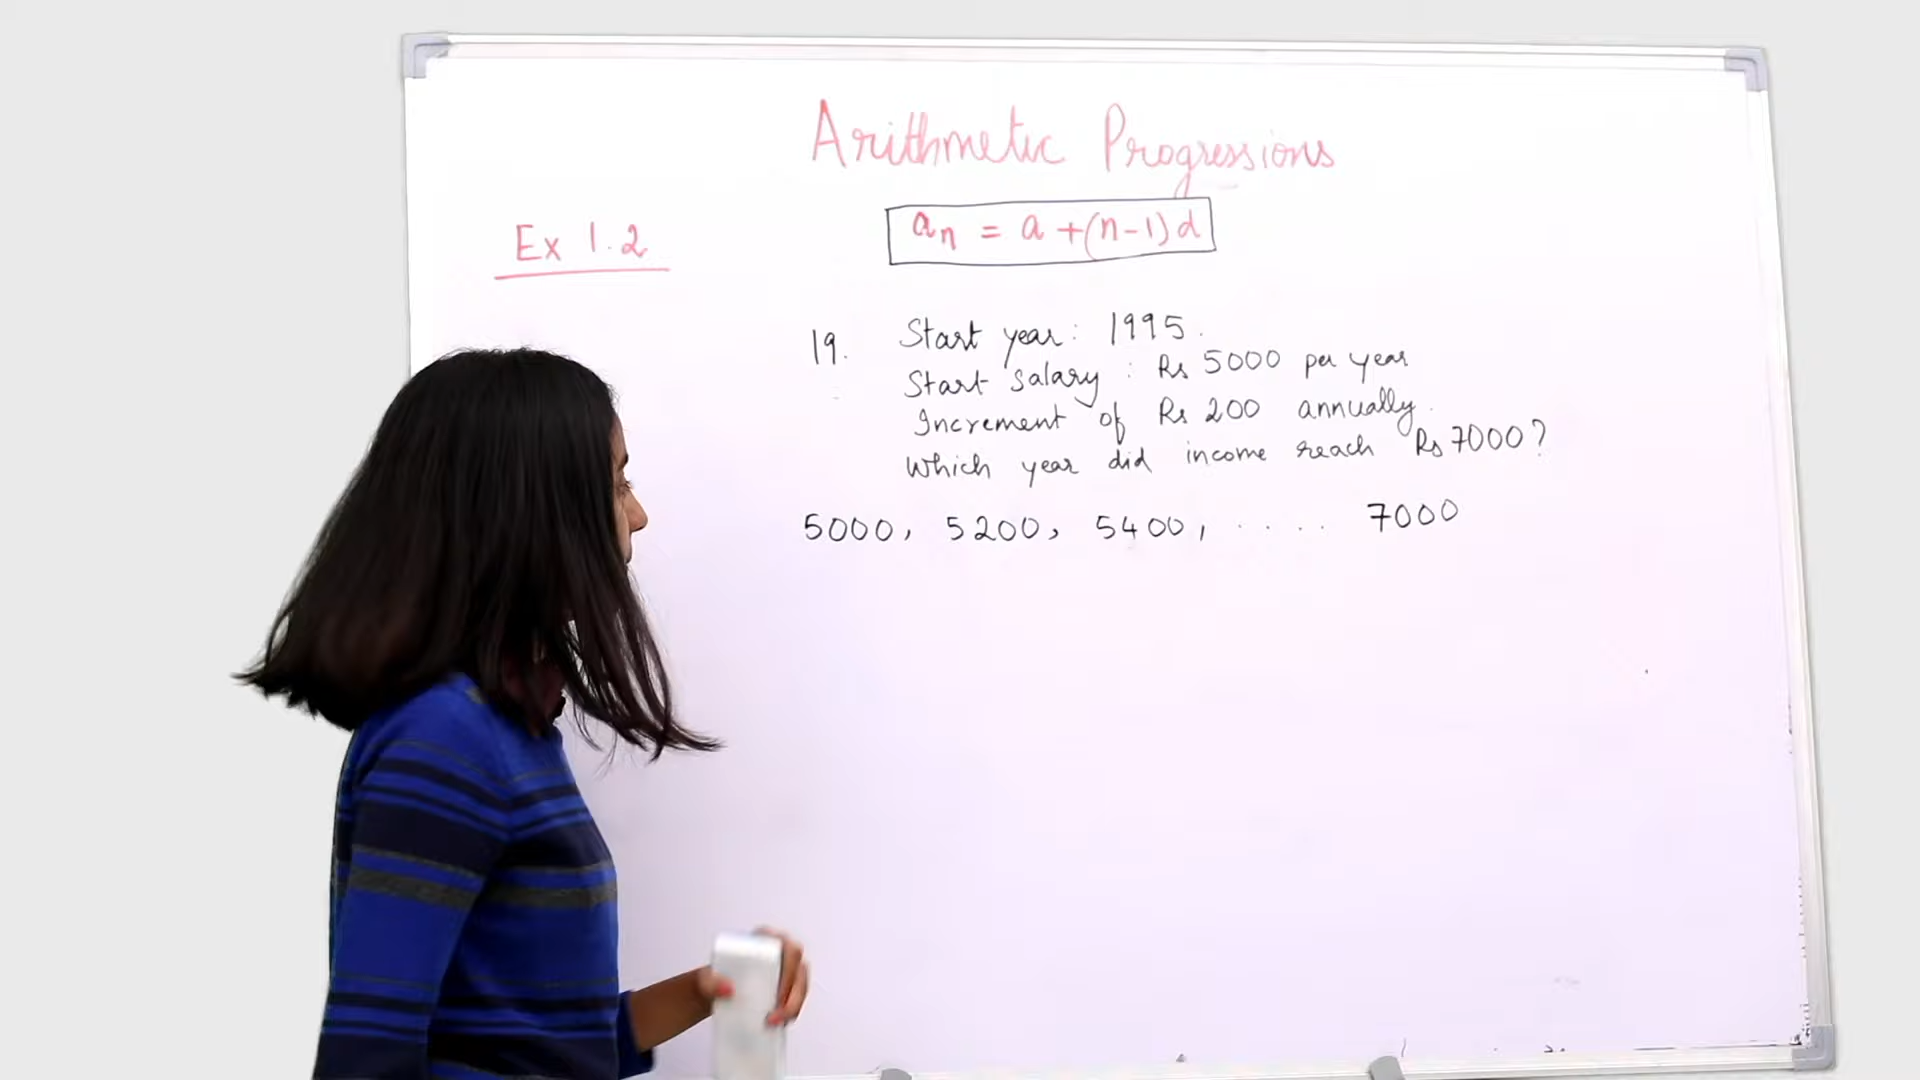 Arithmetic Progressions
Ex 1.2
an = a + (n-1) d
19. Start year: 1995.
Start salary : Rs 5000 per year
Increment of Rs 200 annually.
Which year did income reach Rs 7000?
5000, 5200, 5400, ..... 7000